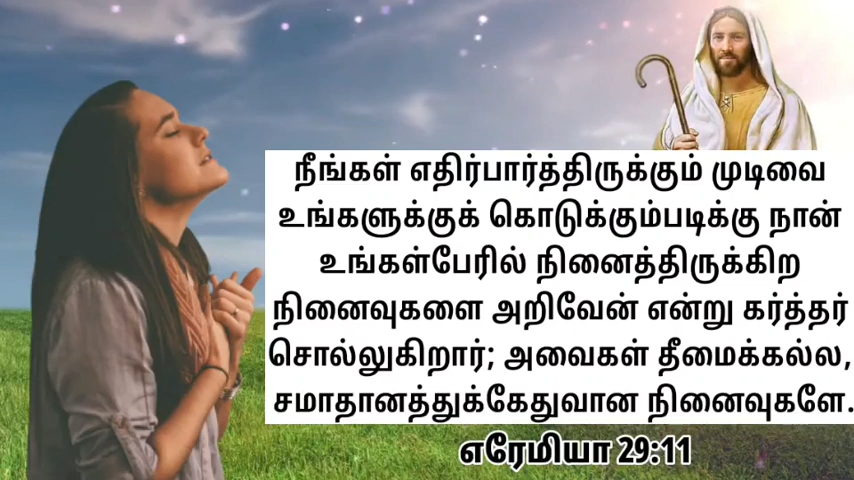 நீங்கள் எதிர்பார்த்திருக்கும் முடிவை
உங்களுக்குக் கொடுக்கும்படிக்கு நான்
உங்கள்பேரில் நினைத்திருக்கிற
நினைவுகளை அறிவேன் என்று கர்த்தர்
சொல்லுகிறார்; அவைகள் தீமைக்கல்ல,
சமாதானத்துக்கேதுவான நினைவுகளே.
எரேமியா 29:11